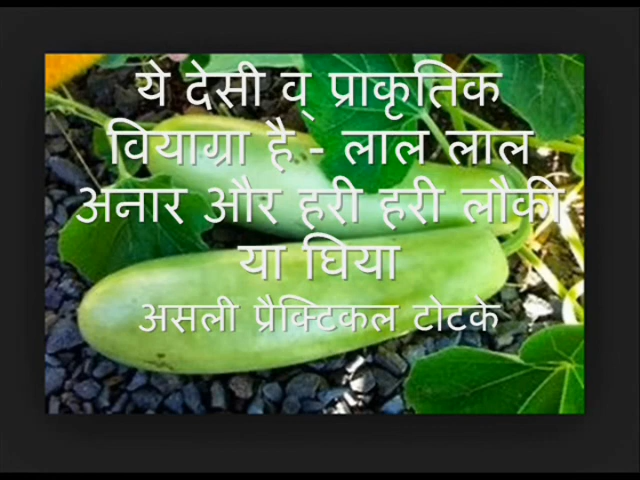 ये देसी व् प्राकृतिक
वियाग्रा है - लाल लाल
अनार और हरी हरी लौकी
या घिया
असली प्रैक्टिकल टोटके